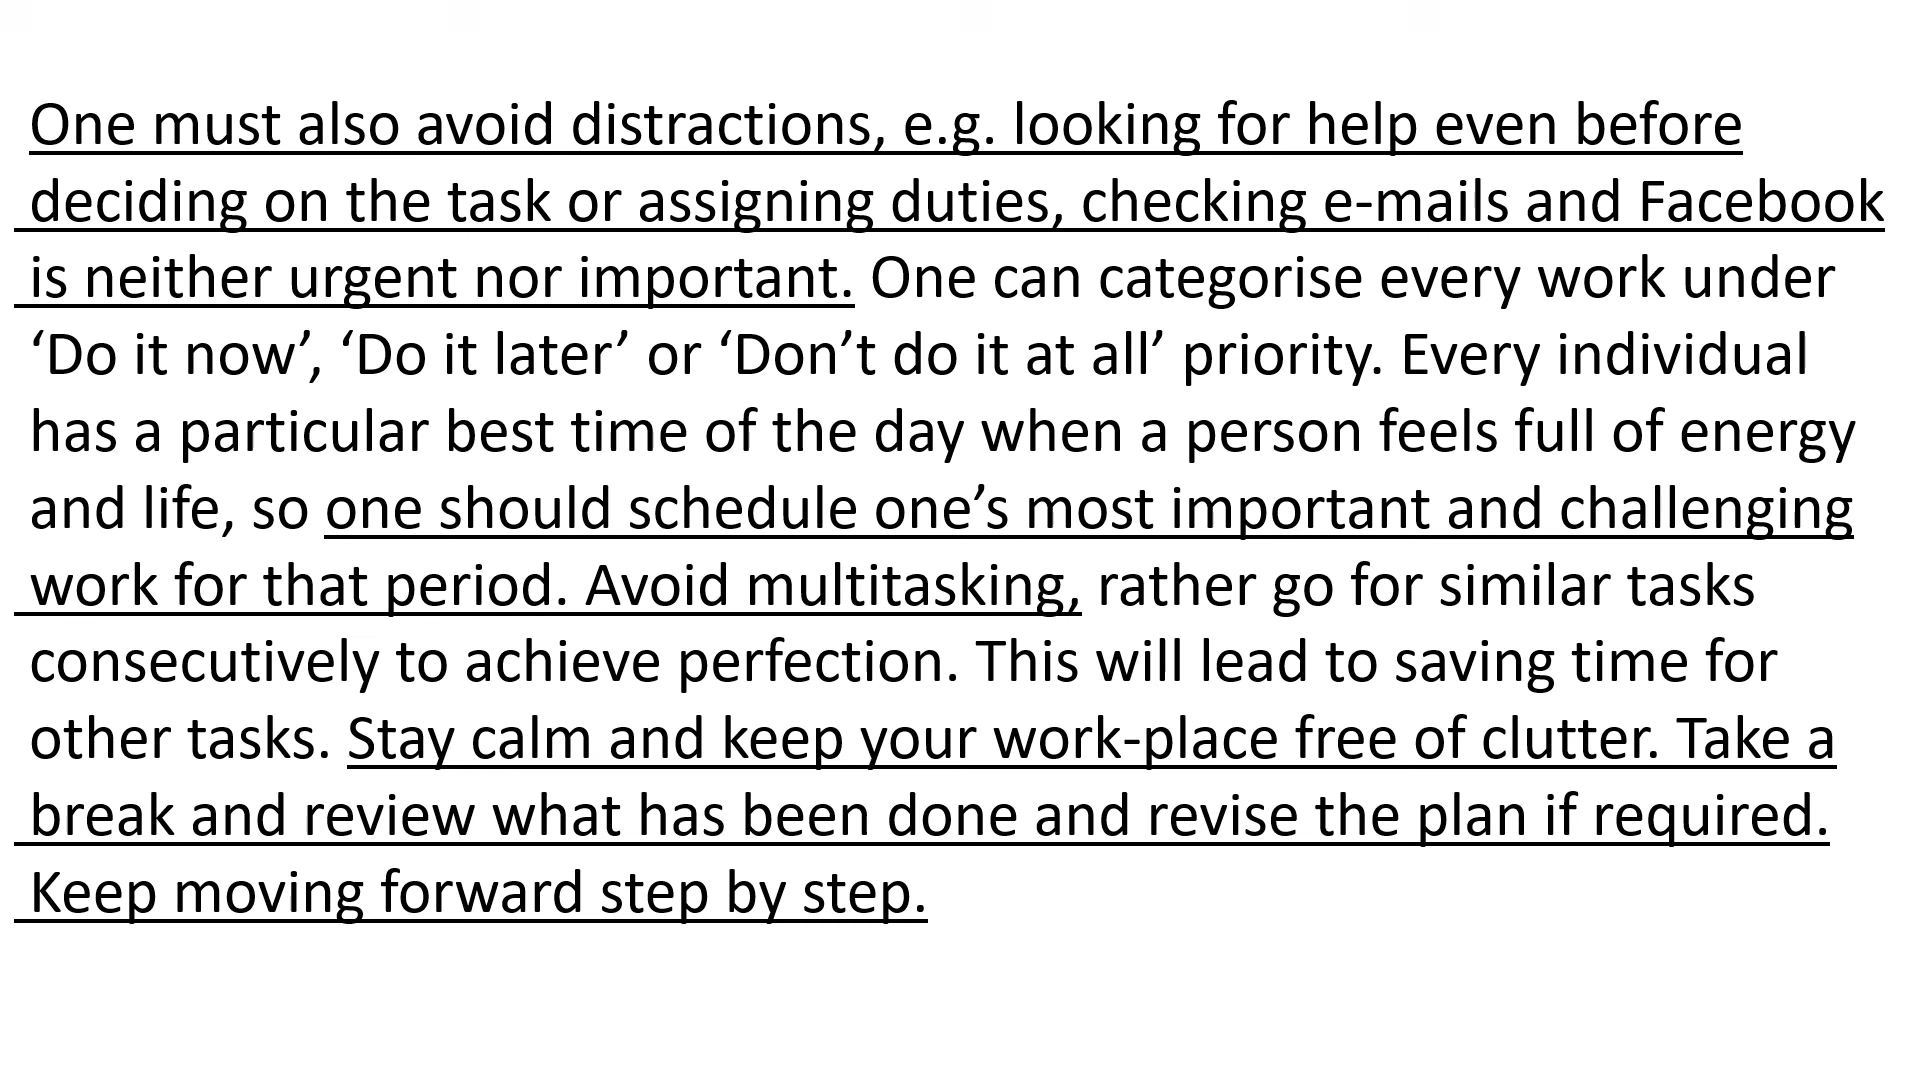 One must also avoid distractions, e.g. looking for help even before
deciding on the task or assigning duties, checking e-mails and Facebook
is neither urgent nor important. One can categorise every work under
‘Do it now’, ‘Do it later’ or ‘Don’t do it at all’ priority. Every individual
has a particular best time of the day when a person feels full of energy
and life, so one should schedule one’s most important and challenging
work for that period. Avoid multitasking, rather go for similar tasks
consecutively to achieve perfection. This will lead to saving time for
other tasks. Stay calm and keep your work-place free of clutter. Take a
break and review what has been done and revise the plan if required.
Keep moving forward step by step.